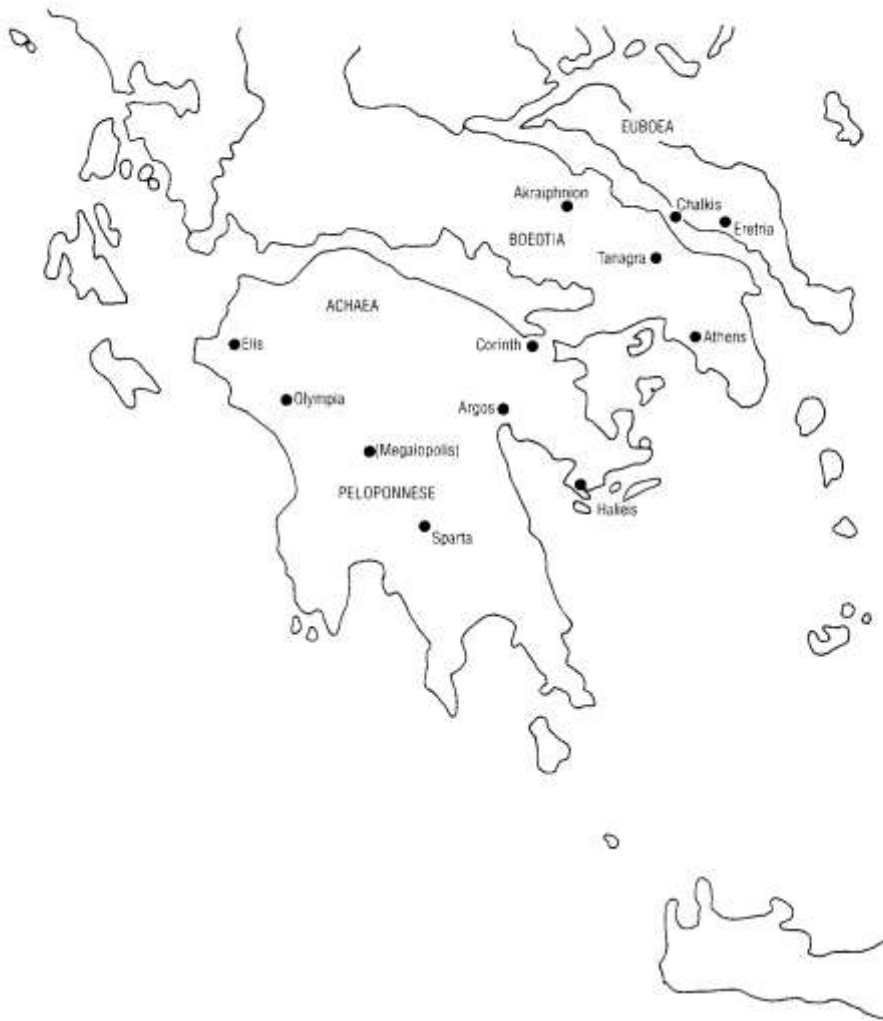 EUBOEA
Akraiphnion
Chalkis
Eretria
BOEOTIA
Tanagra
ACHAEA
Elis
Corinth
Athens
Olympia
Argos
(Megalopolis)
PELOPONNESE
Halieis
Sparta